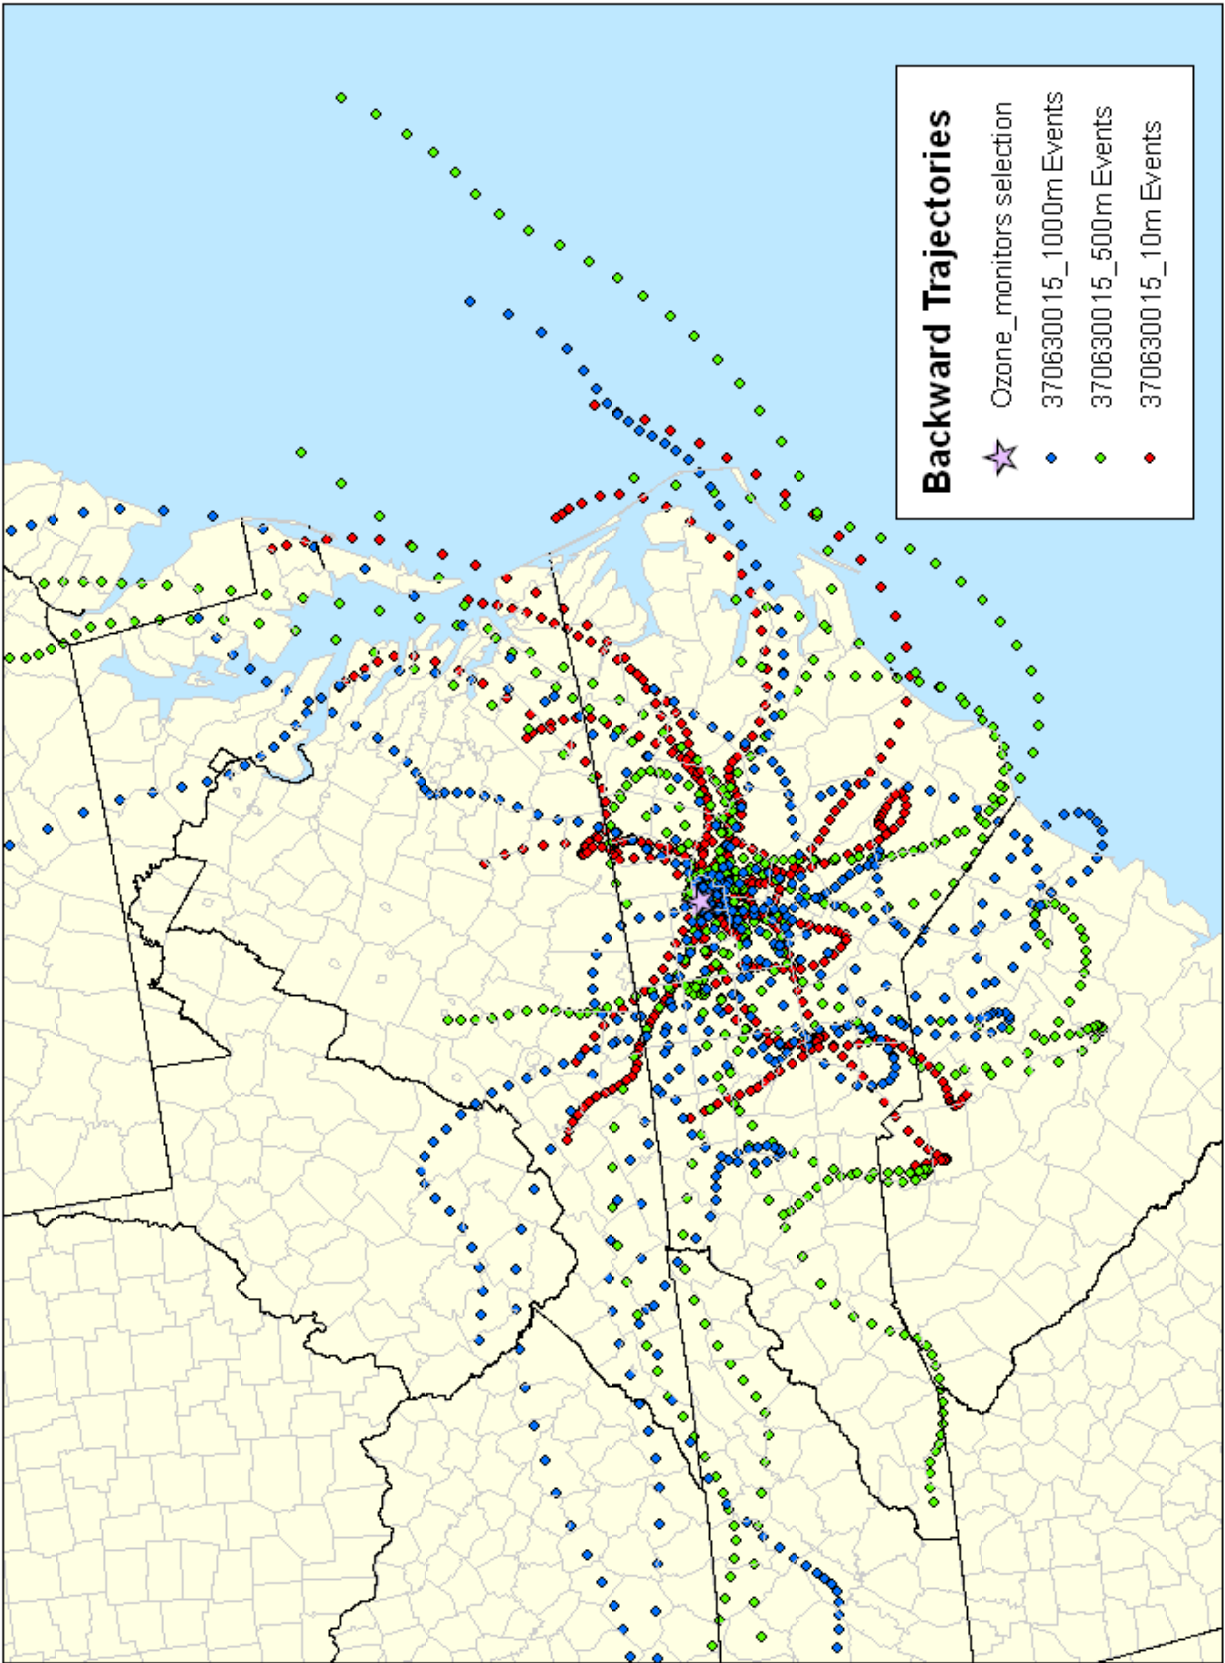 Backward Trajectories
Ozone_monitors selection
370630015_1000m Events
370630015_500m Events
370630015_10m Events